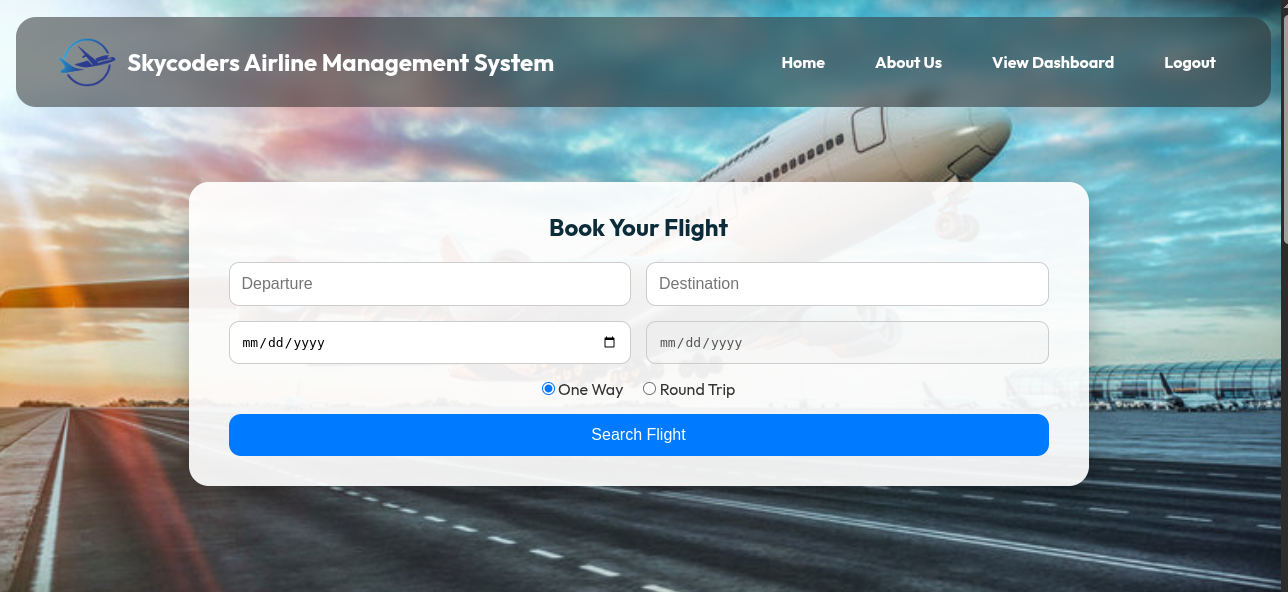 Skycoders Airline Management System
Home About Us View Dashboard Logout
Book Your Flight
Departure Destination
mm/dd/yyyy mm/dd/yyyy
One Way Round Trip
Search Flight